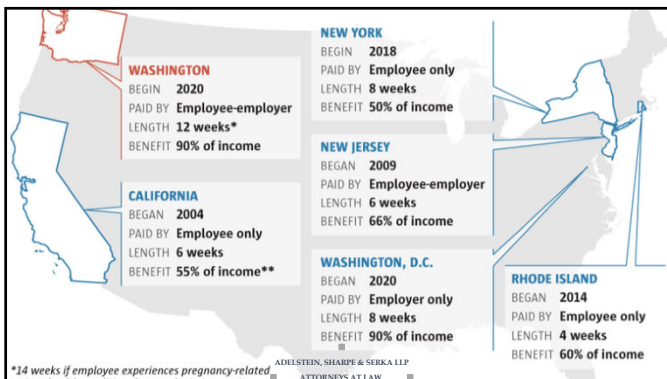 WASHINGTON
BEGIN 2020
PAID BY Employee-employer
LENGTH 12 weeks*
BENEFIT 90% of income
CALIFORNIA
BEGAN 2004
PAID BY Employee only
LENGTH 6 weeks
BENEFIT 55% of income**
NEW YORK
BEGIN 2018
PAID BY Employee only
LENGTH 8 weeks
BENEFIT 50% of income
NEW JERSEY
BEGAN 2009
PAID BY Employee-employer
LENGTH 6 weeks
BENEFIT 66% of income
WASHINGTON, D.C.
BEGAN 2020
PAID BY Employer only
LENGTH 8 weeks
BENEFIT 90% of income
RHODE ISLAND
BEGAN 2014
PAID BY Employee only
LENGTH 4 weeks
BENEFIT 60% of income
*14 weeks if employee experiences pregnancy-related
ADELSTEIN, SHARPE & SERKA LLP
ATTORNEYS AT LAW